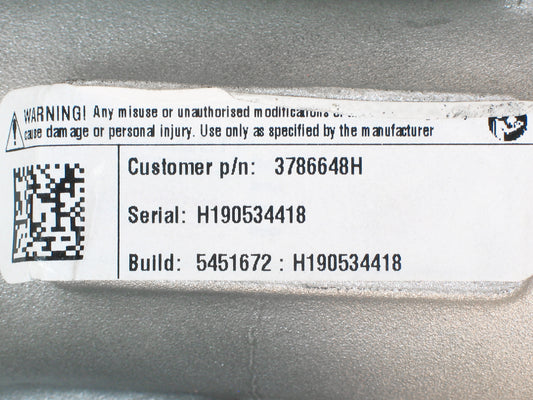 WARNING! Any misuse or unauthorised modifications
cause damage or personal injury. Use only as specified by the manufacturer
Customer p/n: 3786648H
Serial: H190534418
Build: 5451672 : H190534418